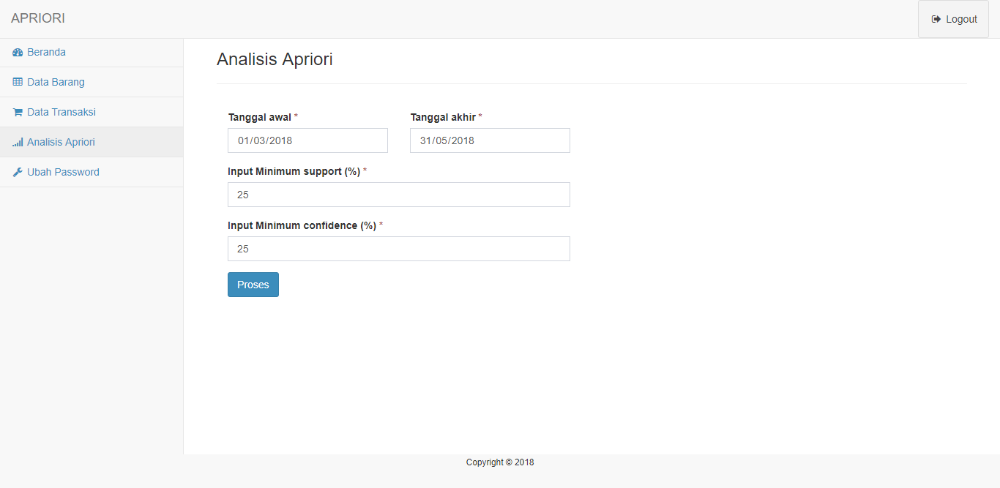 APRIORI
Logout
Beranda
Data Barang
Data Transaksi
Analisis Apriori
Ubah Password
Analisis Apriori
Tanggal awal * Tanggal akhir *
01/03/2018 31/05/2018
Input Minimum support (%) *
25
Input Minimum confidence (%) *
25
Proses
Copyright © 2018